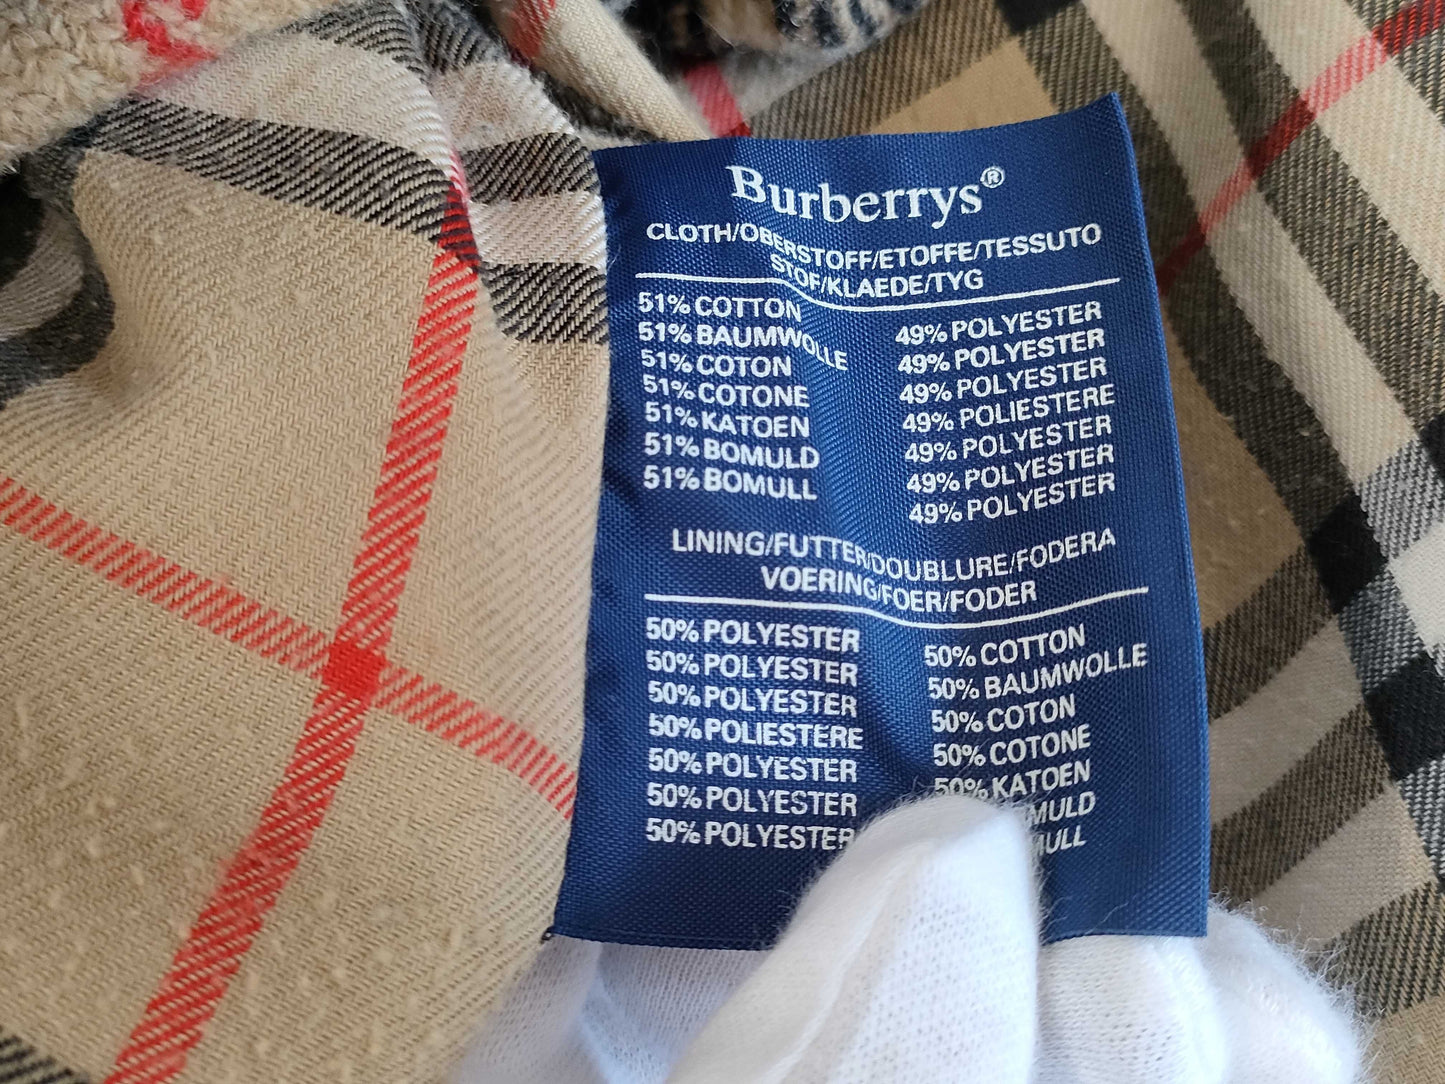 Burberrys®
CLOTH/OBERSTOFF/ETOFFE/TESSUTO
STOF/KLAEDE/TYG
51% COTTON 49% POLYESTER
51% BAUMWOLLE 49% POLYESTER
51% COTON 49% POLYESTER
51% COTONE 49% POLIESTERE
51% KATOEN 49% POLYESTER
51% BOMULD 49% POLYESTER
51% BOMULL 49% POLYESTER
LINING/FUTTER/DOUBLURE/FODERA
VOERING/FOER/FODER
50% POLYESTER 50% COTTON
50% POLYESTER 50% BAUMWOLLE
50% POLYESTER 50% COTON
50% POLIESTERE 50% COTONE
50% POLYESTER 50% KATOEN
50% POLYESTER
50% POLYESTER